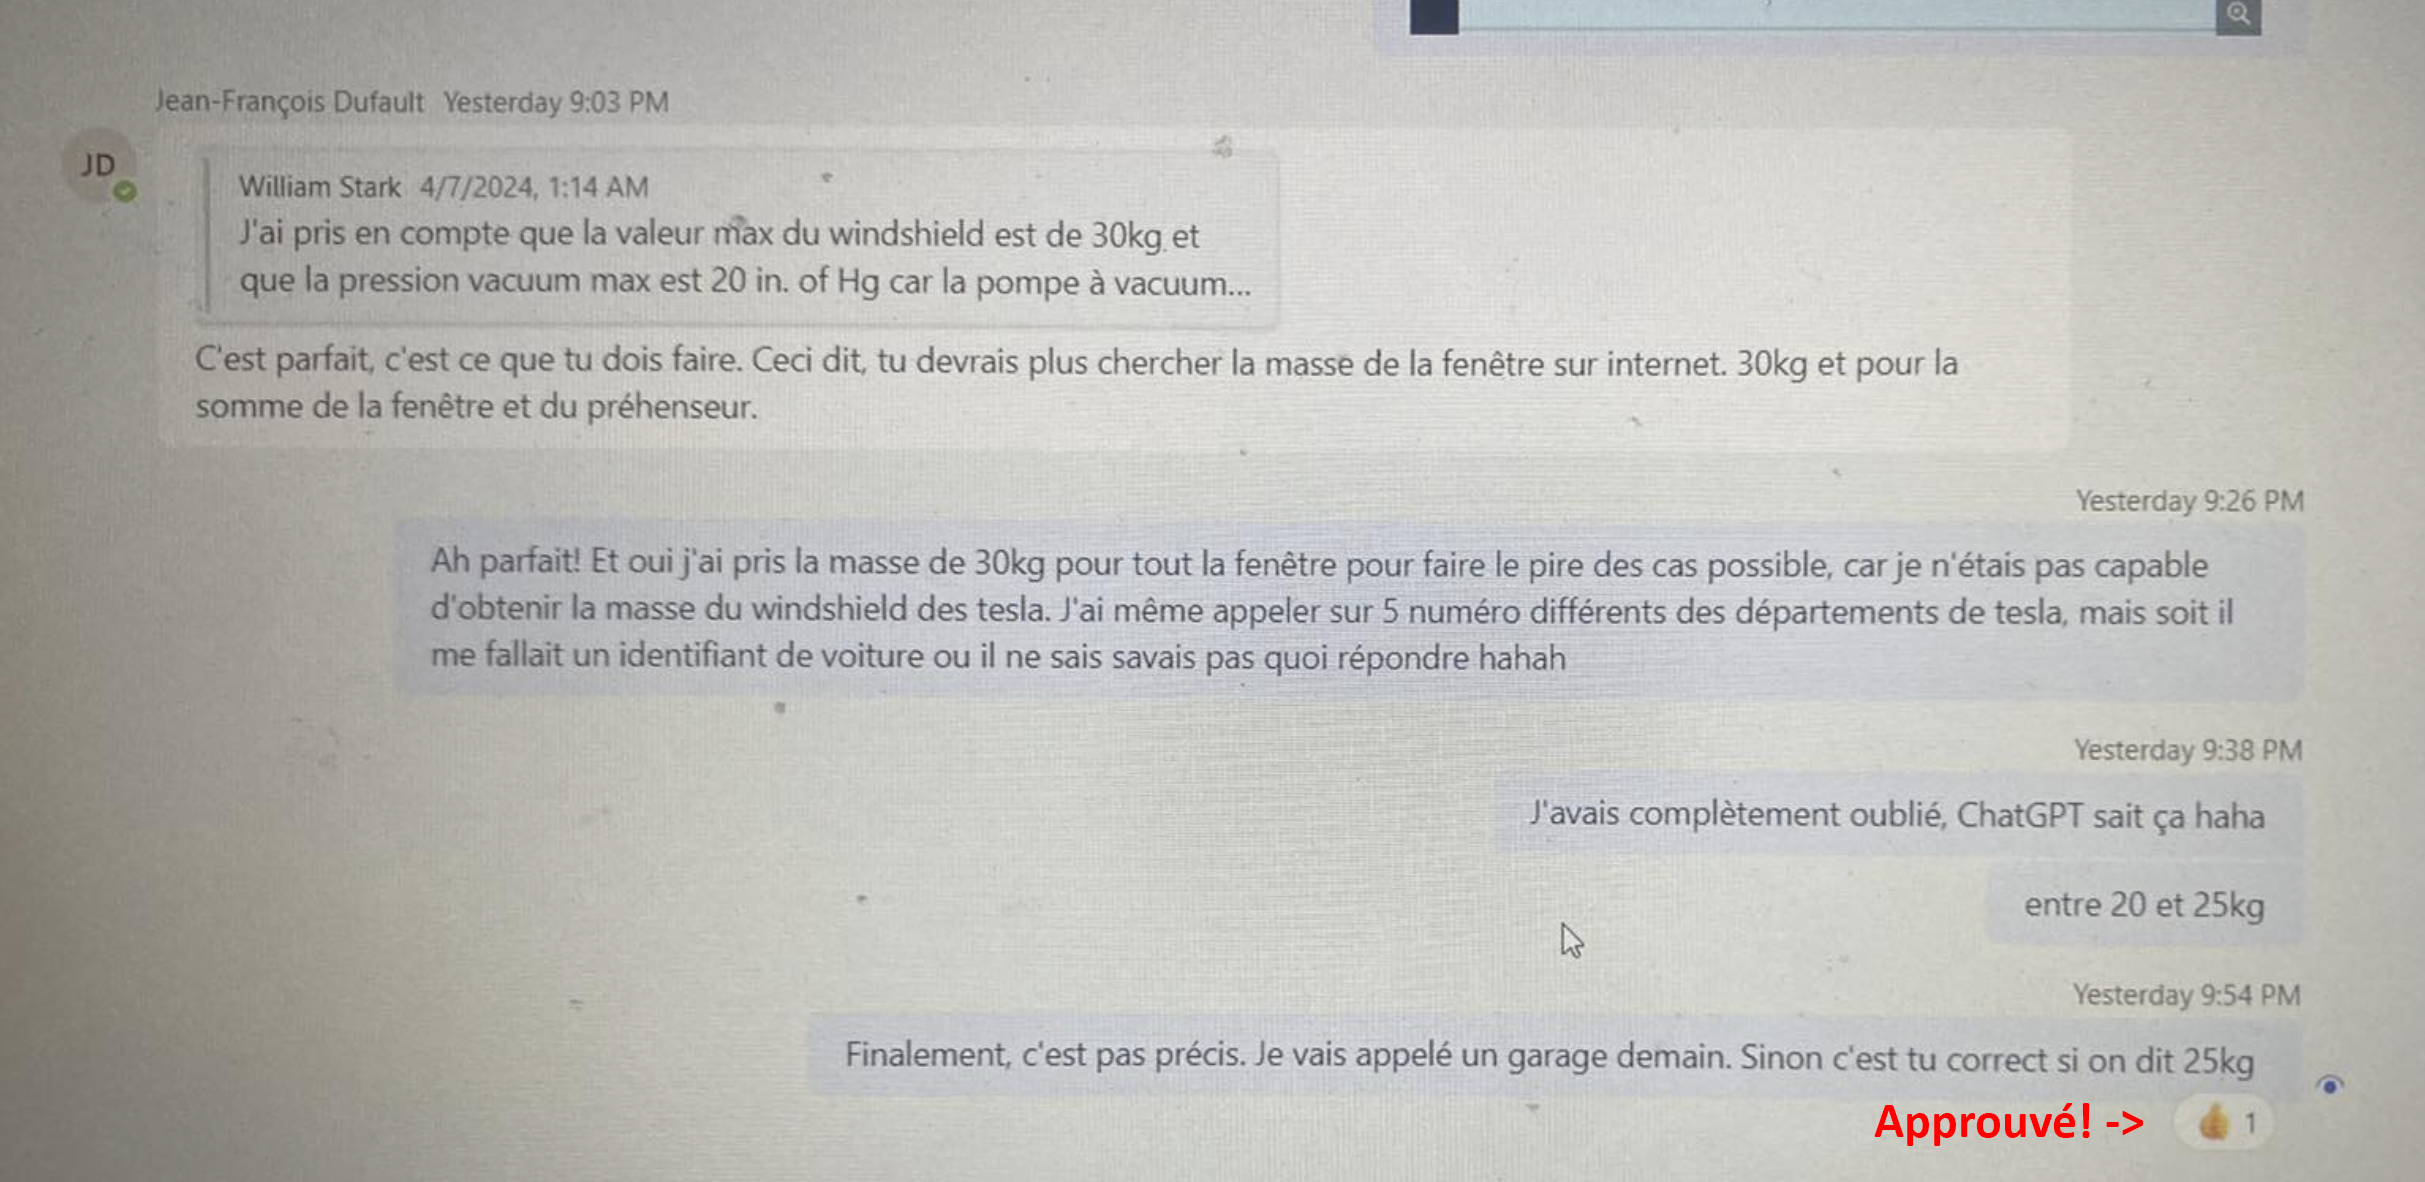 Jean-François Dufault Yesterday 9:03 PM
JD
William Stark 4/7/2024, 1:14 AM
J'ai pris en compte que la valeur max du windshield est de 30kg et
que la pression vacuum max est 20 in. of Hg car la pompe à vacuum...
C'est parfait, c'est ce que tu dois faire. Ceci dit, tu devrais plus chercher la masse de la fenêtre sur internet. 30kg et pour la
somme de la fenêtre et du préhenseur.
Yesterday 9:26 PM
Ah parfait! Et oui j'ai pris la masse de 30kg pour tout la fenêtre pour faire le pire des cas possible, car je n'étais pas capable
d'obtenir la masse du windshield des tesla. J'ai même appeler sur 5 numéro différents des départements de tesla, mais soit il
me fallait un identifiant de voiture ou il ne sais savais pas quoi répondre hahah
Yesterday 9:38 PM
J'avais complètement oublié, ChatGPT sait ça haha
entre 20 et 25kg
Yesterday 9:54 PM
Finalement, c'est pas précis. Je vais appelé un garage demain. Sinon c'est tu correct si on dit 25kg
Approuvé! -> 👍 1